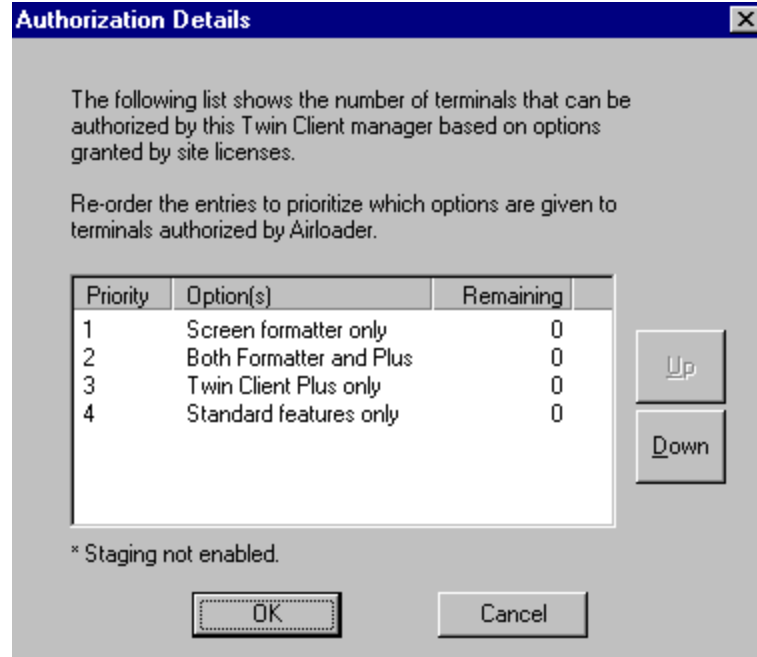 Authorization Details
The following list shows the number of terminals that can be
authorized by this Twin Client manager based on options
granted by site licenses.
Re-order the entries to prioritize which options are given to
terminals authorized by Airloader.
Priority Option(s) Remaining
1 Screen formatter only 0
2 Both Formatter and Plus 0
3 Twin Client Plus only 0
4 Standard features only 0
Up
Down
* Staging not enabled.
OK Cancel